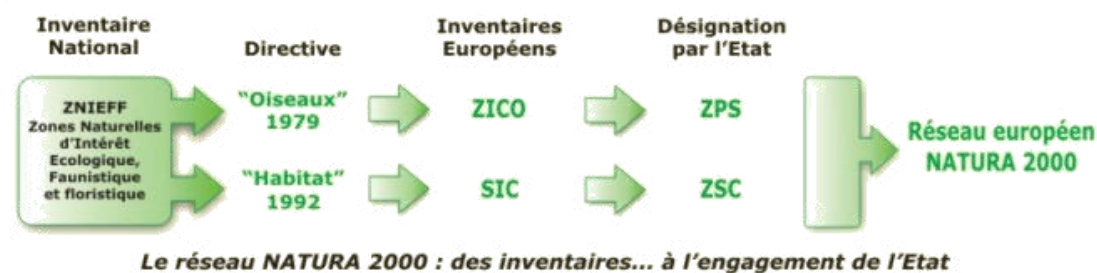 Inventaire
National
Directive
Inventaires
Européens
Désignation
par l'Etat
ZNIEFF
Zones Naturelles
d'Intérêt
Ecologique,
Faunistique
et floristique
"Oiseaux"
1979
ZICO
ZPS
"Habitat"
1992
SIC
ZSC
Réseau européen
NATURA 2000
Le réseau NATURA 2000 : des inventaires... à l'engagement de l'Etat